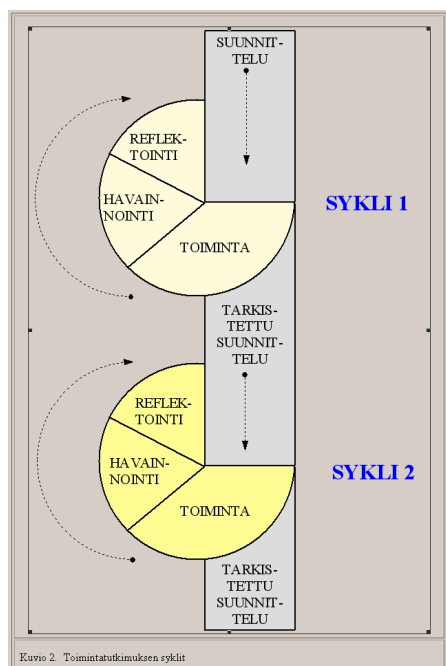 SUUNNIT-
TELU
REFLEK-
TOINTI
HAVAIN-
NOINTI
SYKLI 1
TOIMINTA
TARKIS-
TETTU
SUUNNIT-
TELU
REFLEK-
TOINTI
HAVAIN-
NOINTI
SYKLI 2
TOIMINTA
TARKIS-
TETTU
SUUNNIT-
TELU
Kuvio 2. Toimintatutkimuksen syklit